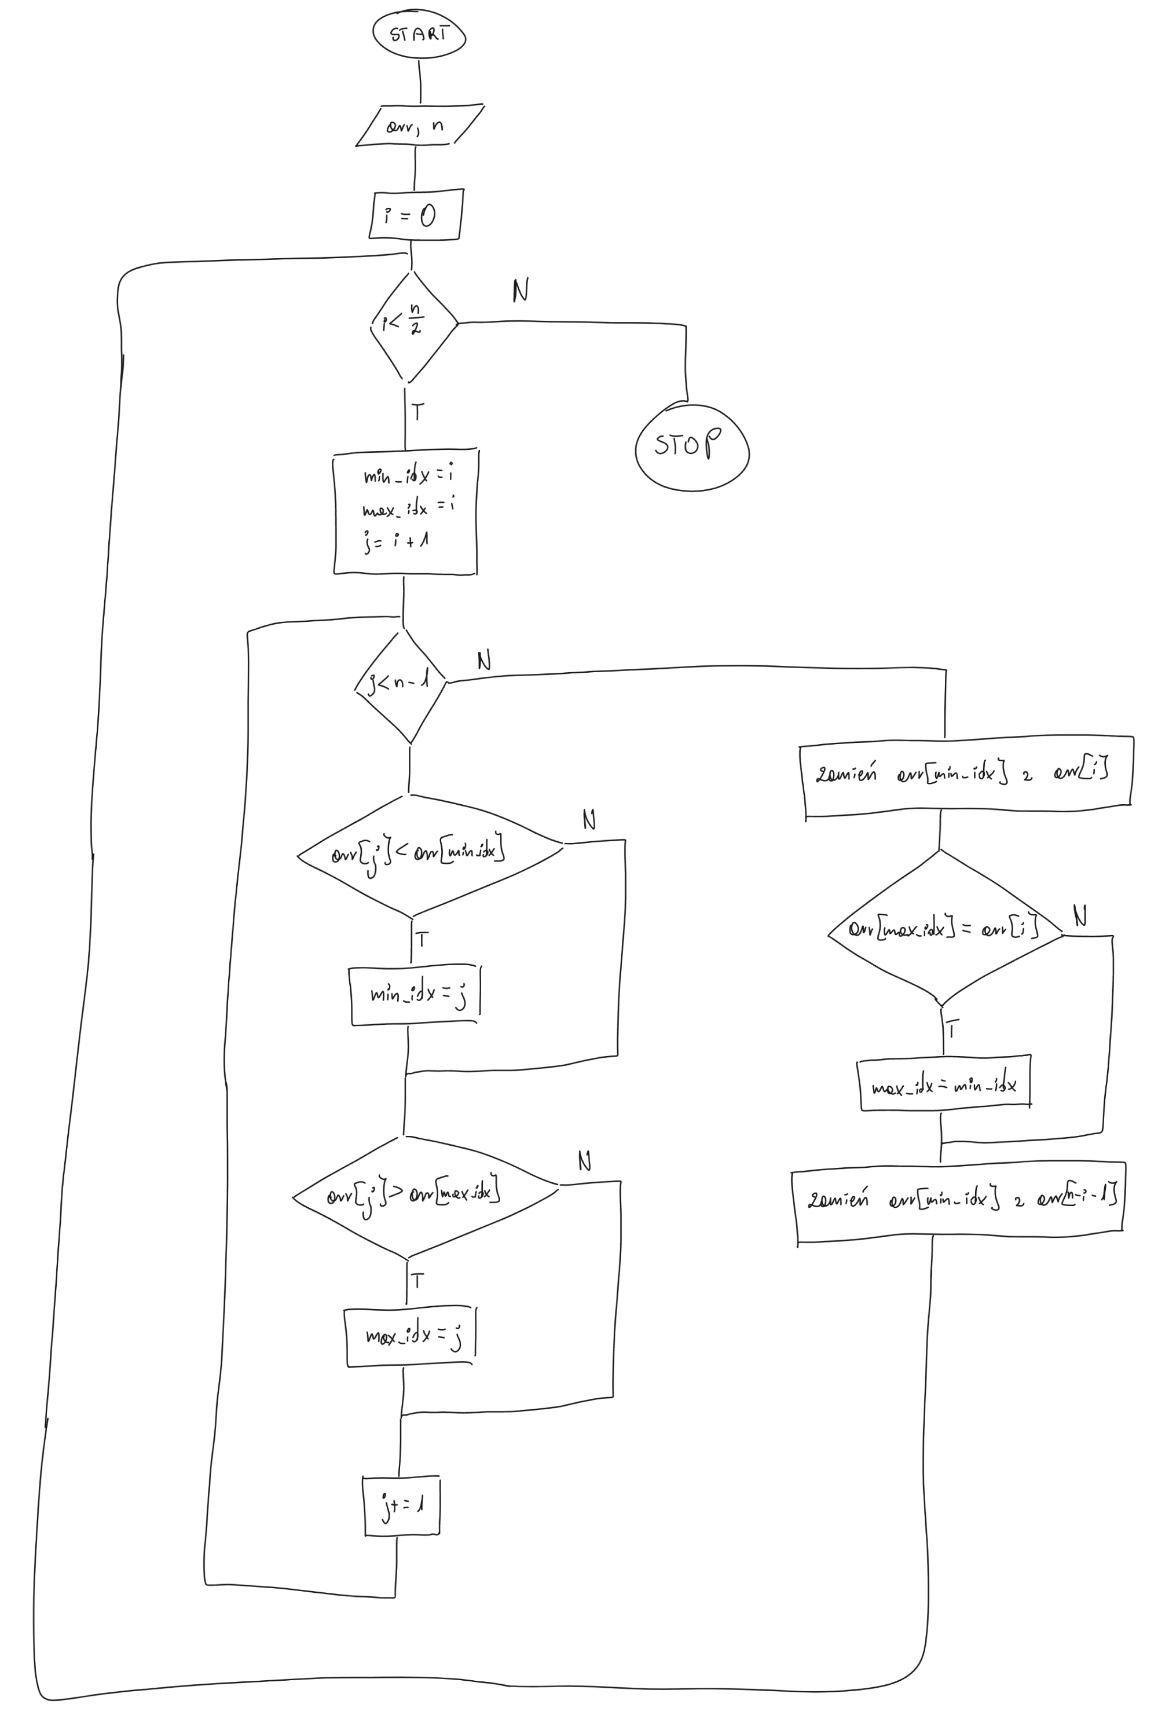 START
arr, n
i = 0
i < n/2
N
T
STOP
min_idx = i
max_idx = i
j = i + 1
j < n - 1
N
zamień arr[min_idx] z arr[i]
arr[j] < arr[min_idx]
N
T
min_idx = j
arr[max_idx] = arr[i]
N
T
max_idx = min_idx
zamień arr[min_idx] z arr[n-i-1]
arr[j] > arr[max_idx]
N
T
max_idx = j
j += 1